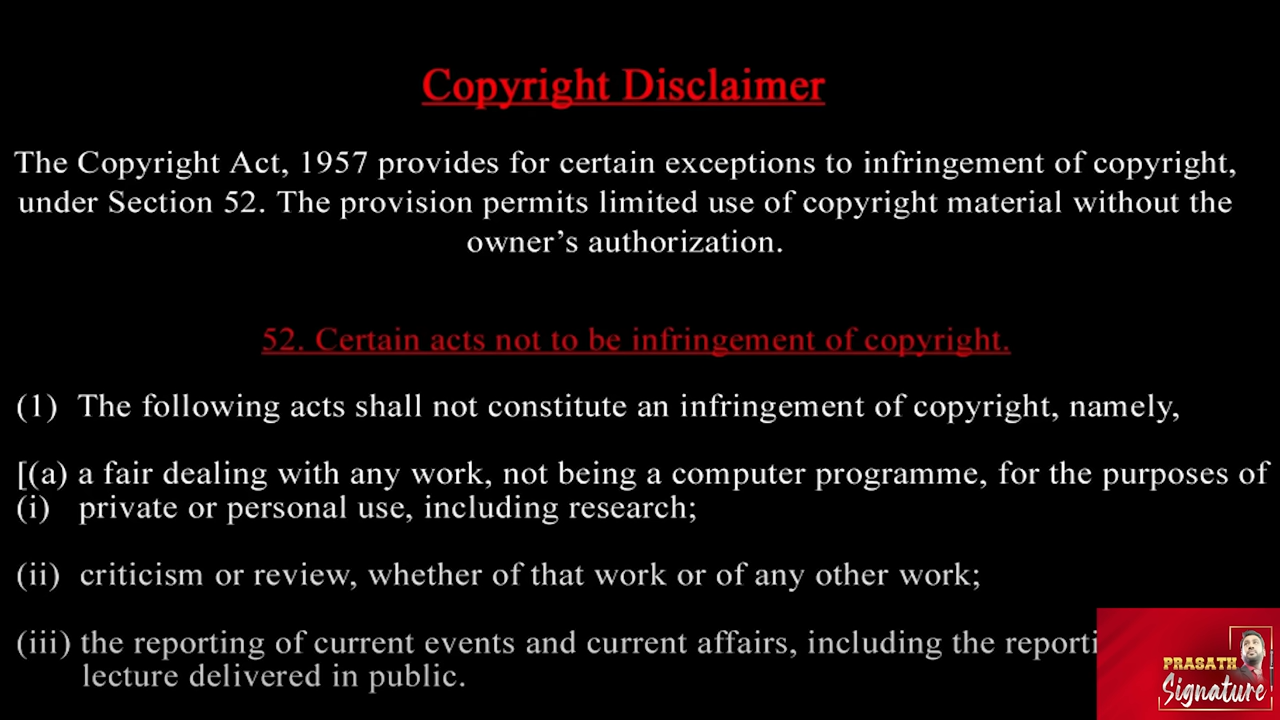 Copyright Disclaimer
The Copyright Act, 1957 provides for certain exceptions to infringement of copyright,
under Section 52. The provision permits limited use of copyright material without the
owner’s authorization.
52. Certain acts not to be infringement of copyright.
(1) The following acts shall not constitute an infringement of copyright, namely,
[(a) a fair dealing with any work, not being a computer programme, for the purposes of
(i) private or personal use, including research;
(ii) criticism or review, whether of that work or of any other work;
(iii) the reporting of current events and current affairs, including the reporti
lecture delivered in public.
PRASATH
Signature